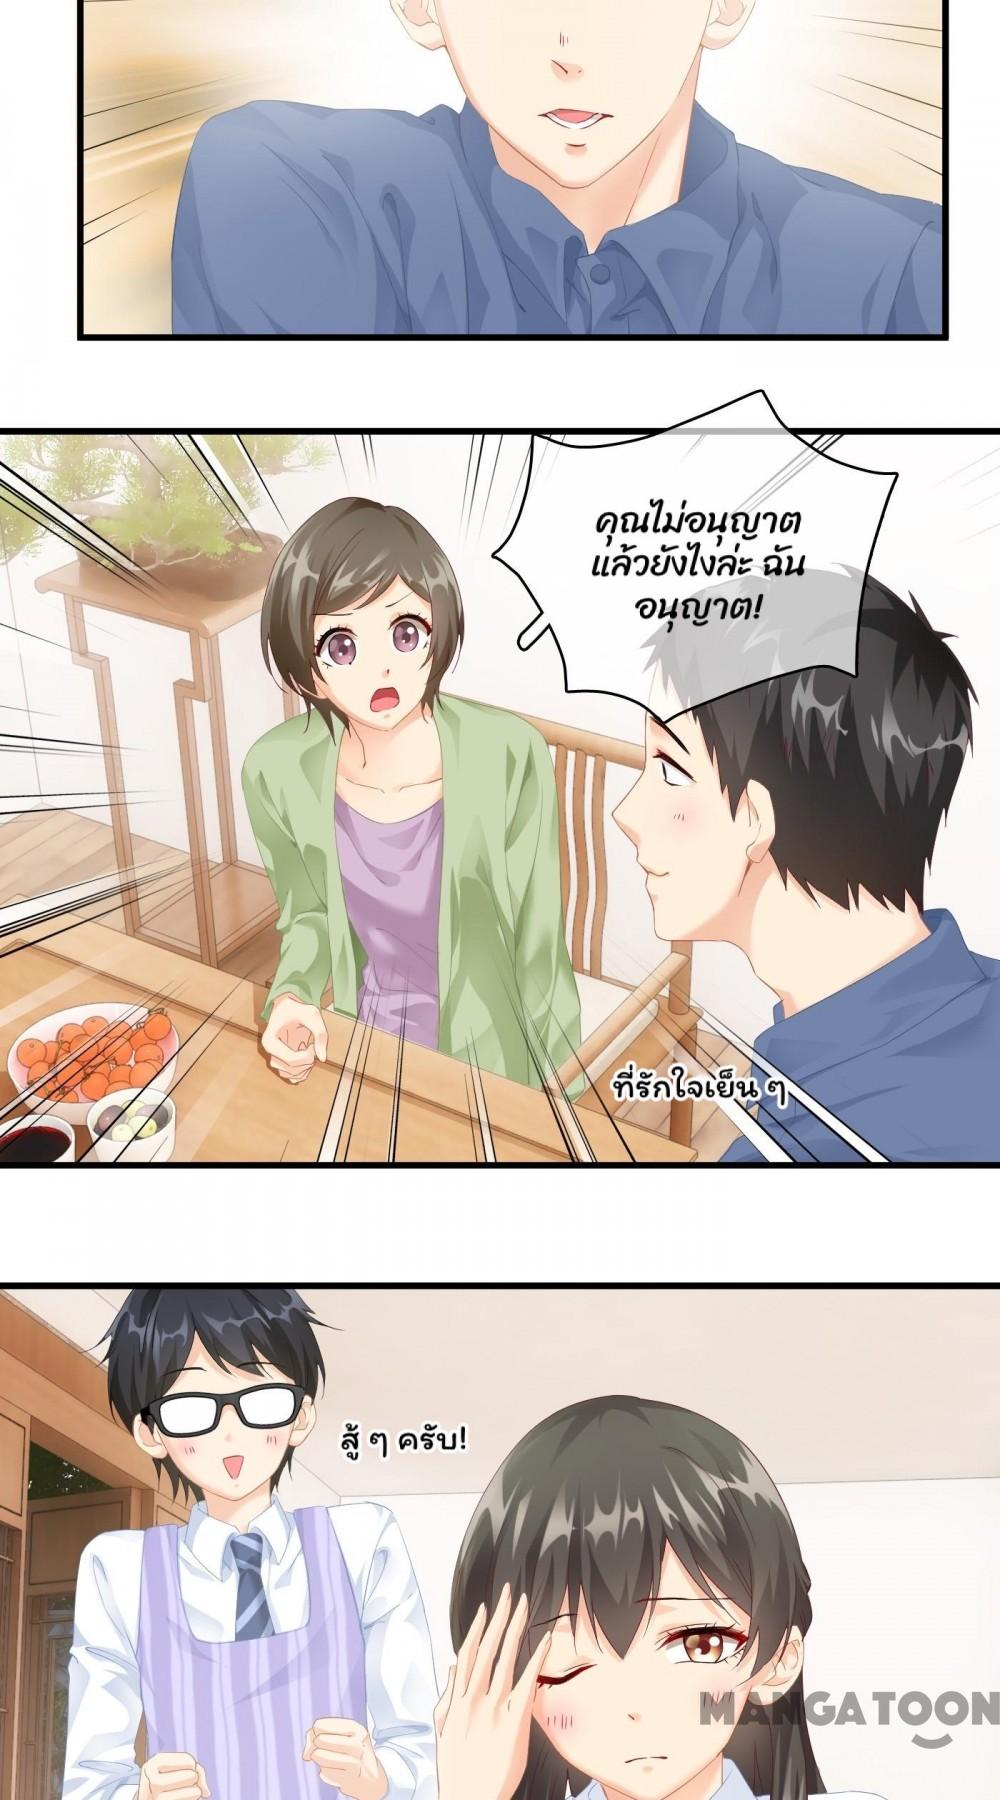 คุณไม่อนุญาต
แล้วยังไงล่ะ ฉัน
อนุญาต!
ที่รักใจเย็น ๆ
สู้ ๆ ครับ!
MANGATOON